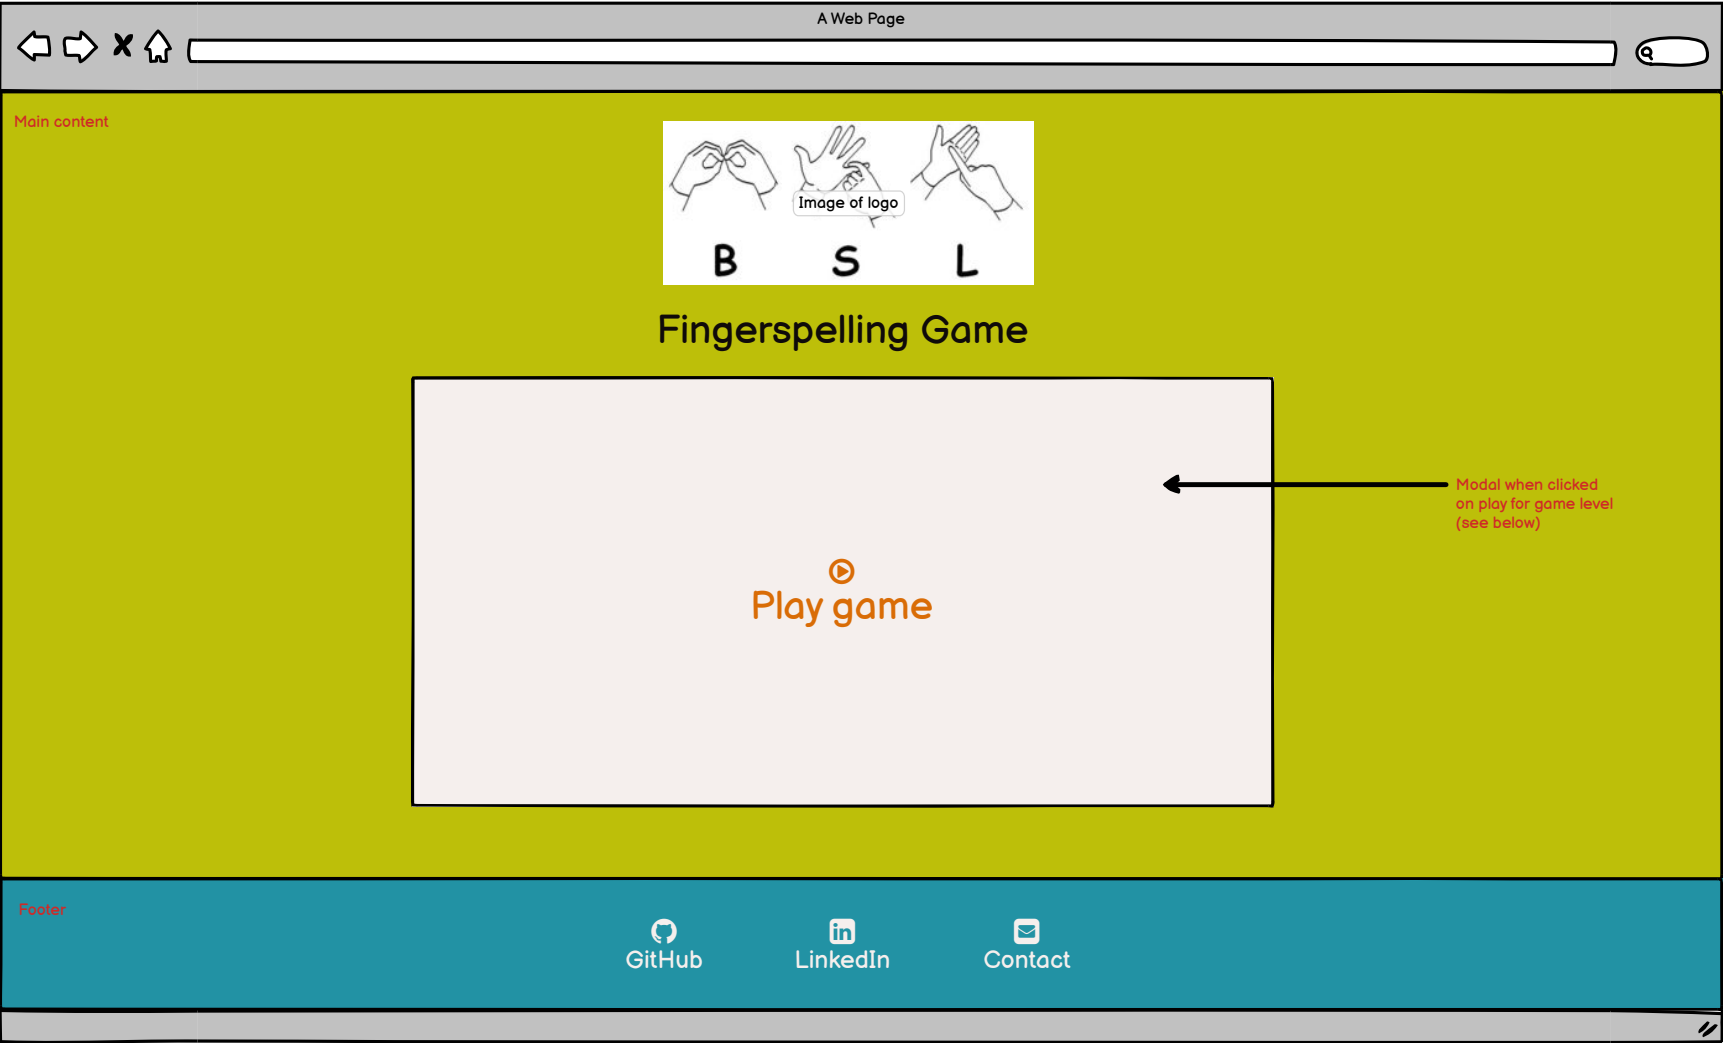 A Web Page
Main content
Image of logo
B S L
Fingerspelling Game
Modal when clicked
on play for game level
(see below)
Play game
Footer
GitHub LinkedIn Contact